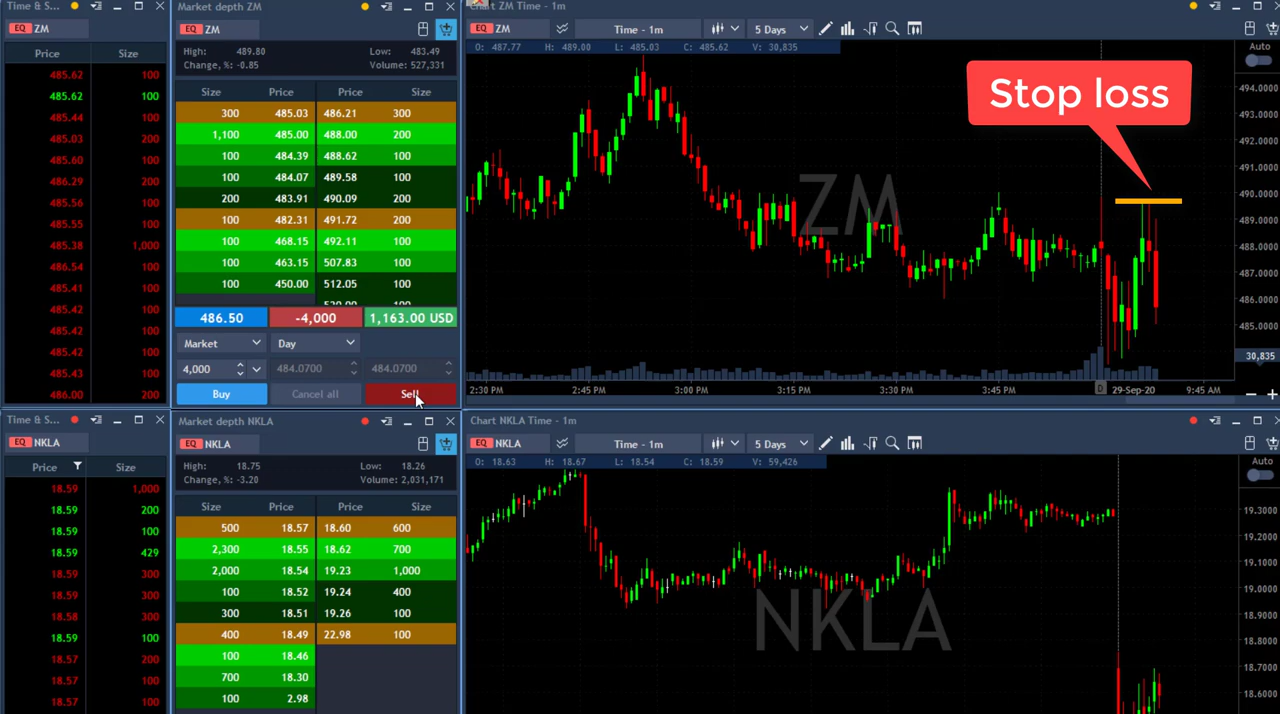 Time & S...
EQ ZM
Price Size
485.62 100
485.62 100
485.44 100
485.03 200
485.60 100
486.29 200
485.56 100
485.55 100
485.38 1,000
486.54 100
485.41 100
485.42 100
485.42 100
485.42 100
485.43 100
486.00 200
Market depth ZM
EQ ZM
High: 489.80 Low: 483.49
Change, %: -0.85 Volume: 527,331
Size Price Price Size
300 485.03 486.21 300
1,100 485.00 488.00 200
100 484.39 488.62 100
100 484.07 489.58 100
200 483.91 490.09 200
100 482.31 491.72 100
100 468.15 492.11 100
100 463.15 507.83 100
100 450.00 512.05 100
520.00 100
486.50 -4,000 1,163.00 USD
Market Day
4,000 484.0700 484.0700
Buy Cancel all Sell
Chart ZM Time - 1m
EQ ZM Time - 1m 5 Days
O: 487.77 H: 489.00 L: 485.03 C: 485.62 V: 30,835
Auto
Stop loss
ZM
494.0000
493.0000
492.0000
491.0000
490.0000
489.0000
488.0000
487.0000
486.0000
485.0000
30,835
2:30 PM 2:45 PM 3:00 PM 3:15 PM 3:30 PM 3:45 PM D 29-Sep-20 9:45 AM
Time & S...
EQ NKLA
Price Size
18.59 1,000
18.59 200
18.59 100
18.59 429
18.59 300
18.59 300
18.58 300
18.59 100
18.57 200
18.57 100
18.57 100
Market depth NKLA
EQ NKLA
High: 18.75 Low: 18.26
Change, %: -3.20 Volume: 2,031,171
Size Price Price Size
500 18.57 18.60 600
2,300 18.55 18.62 700
2,000 18.54 19.23 1,000
100 18.52 19.24 400
300 18.51 19.26 100
400 18.49 22.98 100
100 18.46
700 18.30
100 2.98
Chart NKLA Time - 1m
EQ NKLA Time - 1m 5 Days
O: 18.63 H: 18.67 L: 18.54 C: 18.59 V: 59,426
Auto
NKLA
19.3000
19.2000
19.1000
19.0000
18.9000
18.8000
18.7000
18.6000